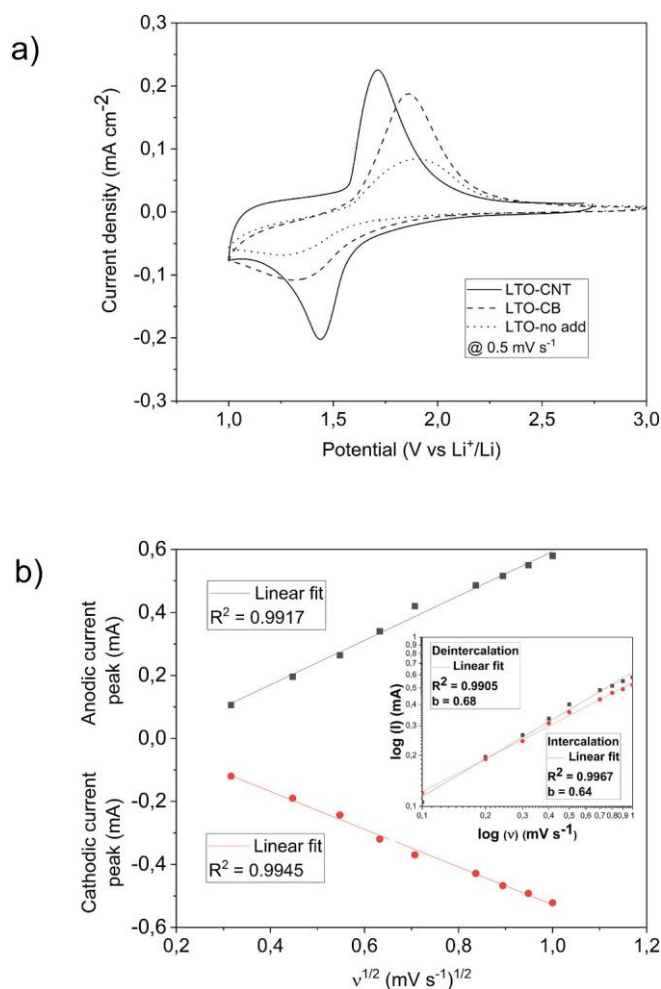 a)
0,3
0,2
0,1
0,0
-0,1
-0,2
-0,3
Current density (mA cm⁻²)
LTO-CNT
LTO-CB
LTO-no add
@ 0.5 mV s⁻¹
1,0 1,5 2,0 2,5 3,0
Potential (V vs Li⁺/Li)
b)
0,6
0,4
0,2
0,0
-0,2
-0,4
-0,6
Anodic current
peak (mA)
Cathodic current
peak (mA)
Linear fit
R² = 0.9917
Linear fit
R² = 0.9945
1
0,9
0,8
0,7
0,6
0,5
0,4
0,3
0,2
0,1
log (I) (mA)
Deintercalation
Linear fit
R² = 0.9905
b = 0.68
Intercalation
Linear fit
R² = 0.9967
b = 0.64
0,1 0,2 0,3 0,4 0,5 0,6 0,7 0,8 0,9 1
log (ν) (mV s⁻¹)
0,2 0,4 0,6 0,8 1,0 1,2
ν¹ᐟ² (mV s⁻¹)¹ᐟ²